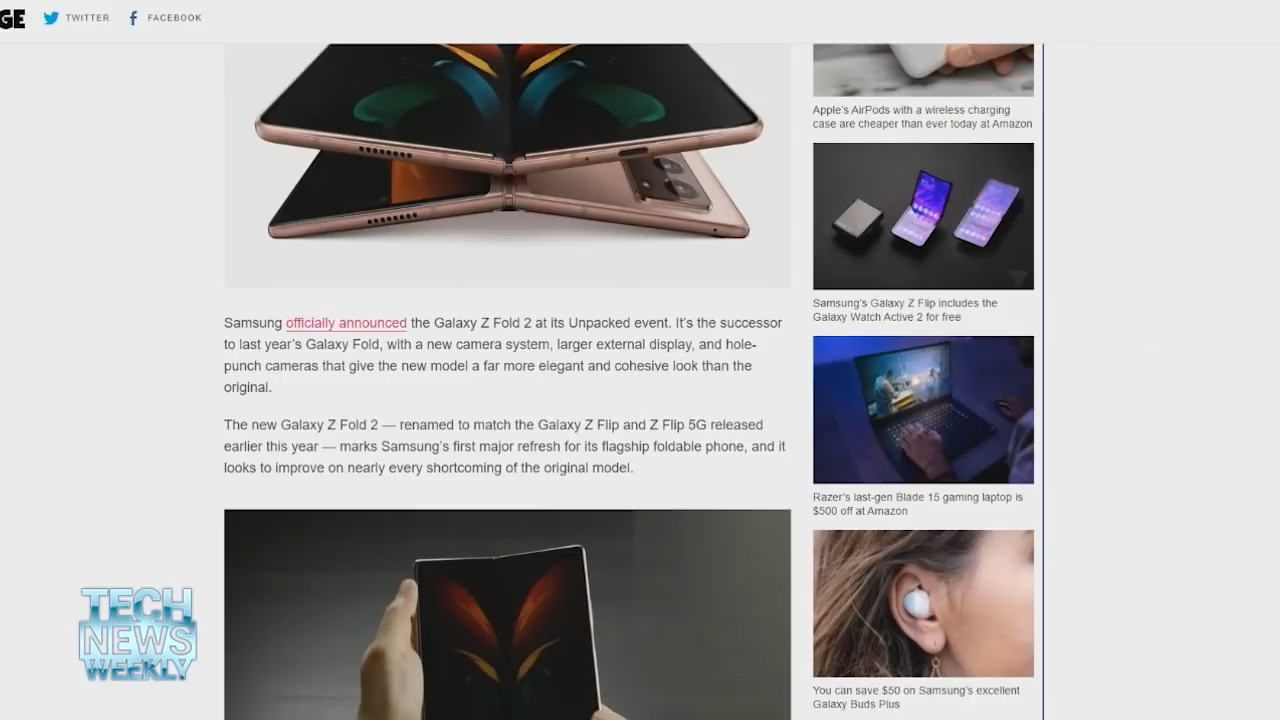 GE
TWITTER
FACEBOOK
Samsung officially announced the Galaxy Z Fold 2 at its Unpacked event. It's the successor
to last year's Galaxy Fold, with a new camera system, larger external display, and hole-
punch cameras that give the new model a far more elegant and cohesive look than the
original.
The new Galaxy Z Fold 2 — renamed to match the Galaxy Z Flip and Z Flip 5G released
earlier this year — marks Samsung's first major refresh for its flagship foldable phone, and it
looks to improve on nearly every shortcoming of the original model.
Apple's AirPods with a wireless charging
case are cheaper than ever today at Amazon
Samsung's Galaxy Z Flip includes the
Galaxy Watch Active 2 for free
Razer's last-gen Blade 15 gaming laptop is
$500 off at Amazon
You can save $50 on Samsung's excellent
Galaxy Buds Plus
TECH
NEWS
WEEKLY